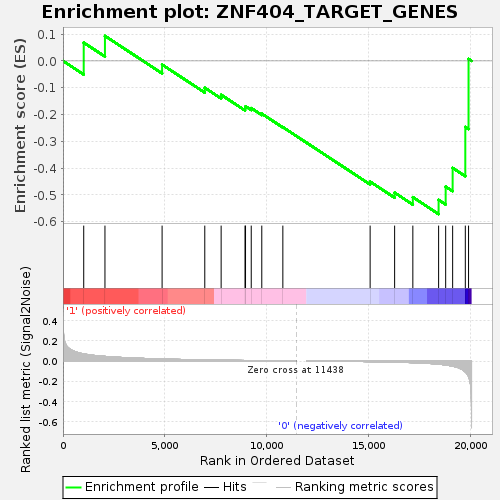 Enrichment plot: ZNF404_TARGET_GENES
Enrichment score (ES)
0.1
0.0
-0.1
-0.2
-0.3
-0.4
-0.5
-0.6
'1' (positively correlated)
Ranked list metric (Signal2Noise)
0.4
0.2
0.0
-0.2
-0.4
-0.6
Zero cross at 11438
'0' (negatively correlated)
0
5,000
10,000
15,000
20,000
Rank in Ordered Dataset
Enrichment profile
Hits
Ranking metric scores